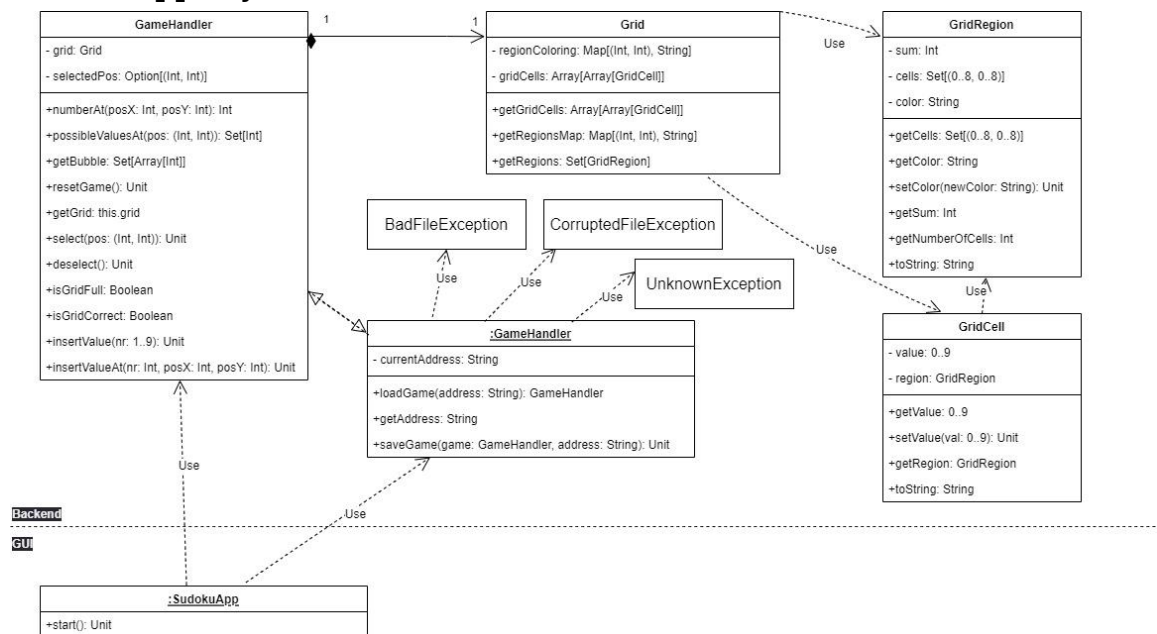 GameHandler
- grid: Grid
- selectedPos: Option[(Int, Int)]
+numberAt(posX: Int, posY: Int): Int
+possibleValuesAt(pos: (Int, Int)): Set[Int]
+getBubble: Set[Array[Int]]
+resetGame(): Unit
+getGrid: this.grid
+select(pos: (Int, Int)): Unit
+deselect(): Unit
+isGridFull: Boolean
+isGridCorrect: Boolean
+insertValue(nr: 1..9): Unit
+insertValueAt(nr: Int, posX: Int, posY: Int): Unit
1
1
Grid
- regionColoring: Map[(Int, Int), String]
- gridCells: Array[Array[GridCell]]
+getGridCells: Array[Array[GridCell]]
+getRegionsMap: Map[(Int, Int), String]
+getRegions: Set[GridRegion]
Use
GridRegion
- sum: Int
- cells: Set[(0..8, 0..8)]
- color: String
+getCells: Set[(0..8, 0..8)]
+getColor: String
+setColor(newColor: String): Unit
+getSum: Int
+getNumberOfCells: Int
+toString: String
BadFileException
CorruptedFileException
UnknownException
Use
Use
Use
Use
Use
:GameHandler
- currentAddress: String
+loadGame(address: String): GameHandler
+getAddress: String
+saveGame(game: GameHandler, address: String): Unit
GridCell
- value: 0..9
- region: GridRegion
+getValue: 0..9
+setValue(val: 0..9): Unit
+getRegion: GridRegion
+toString: String
Use
Use
Backend
GUI
:SudokuApp
+start(): Unit